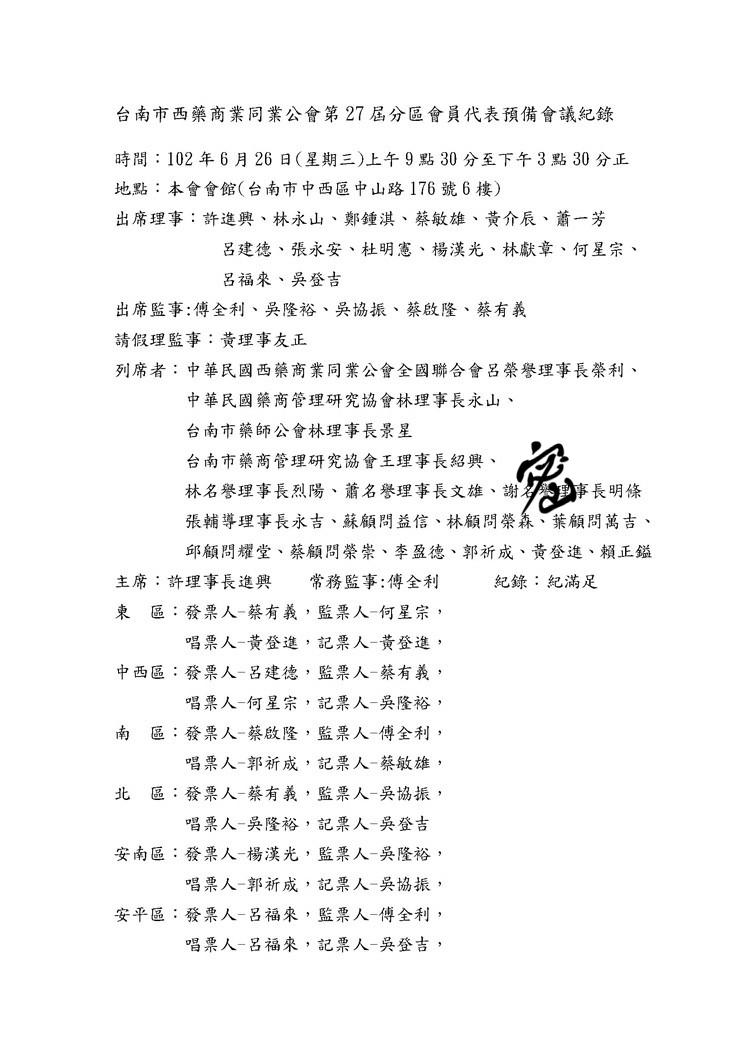 台南市西藥商業同業公會第 27 屆分區會員代表預備會議紀錄
時間：102 年 6 月 26 日(星期三)上午 9 點 30 分至下午 3 點 30 分正
地點：本會會館(台南市中西區中山路 176 號 6 樓)
出席理事：許進興、林永山、鄭鍾淇、蔡敏雄、黃介辰、蕭一芳
呂建德、張永安、杜明憲、楊漢光、林獻章、何星宗、
呂福來、吳登吉
出席監事:傅全利、吳隆裕、吳協振、蔡啟隆、蔡有義
請假理監事：黃理事友正
列席者：中華民國西藥商業同業公會全國聯合會呂榮譽理事長榮利、
中華民國藥商管理研究協會林理事長永山、
台南市藥師公會林理事長景星
台南市藥商管理研究協會王理事長紹興、
林名譽理事長烈陽、蕭名譽理事長文雄、謝名譽理事長明條
張輔導理事長永吉、蘇顧問益信、林顧問榮森、葉顧問萬吉、
邱顧問耀堂、蔡顧問榮崇、李盈德、郭祈成、黃登進、賴正鎰
主席：許理事長進興　　常務監事:傅全利　　　紀錄：紀滿足
東　區：發票人-蔡有義，監票人-何星宗，
唱票人-黃登進，記票人-黃登進，
中西區：發票人-呂建德，監票人-蔡有義，
唱票人-何星宗，記票人-吳隆裕，
南　區：發票人-蔡啟隆，監票人-傅全利，
唱票人-郭祈成，記票人-蔡敏雄，
北　區：發票人-蔡有義，監票人-吳協振，
唱票人-吳隆裕，記票人-吳登吉
安南區：發票人-楊漢光，監票人-吳隆裕，
唱票人-郭祈成，記票人-吳協振，
安平區：發票人-呂福來，監票人-傅全利，
唱票人-呂福來，記票人-吳登吉，